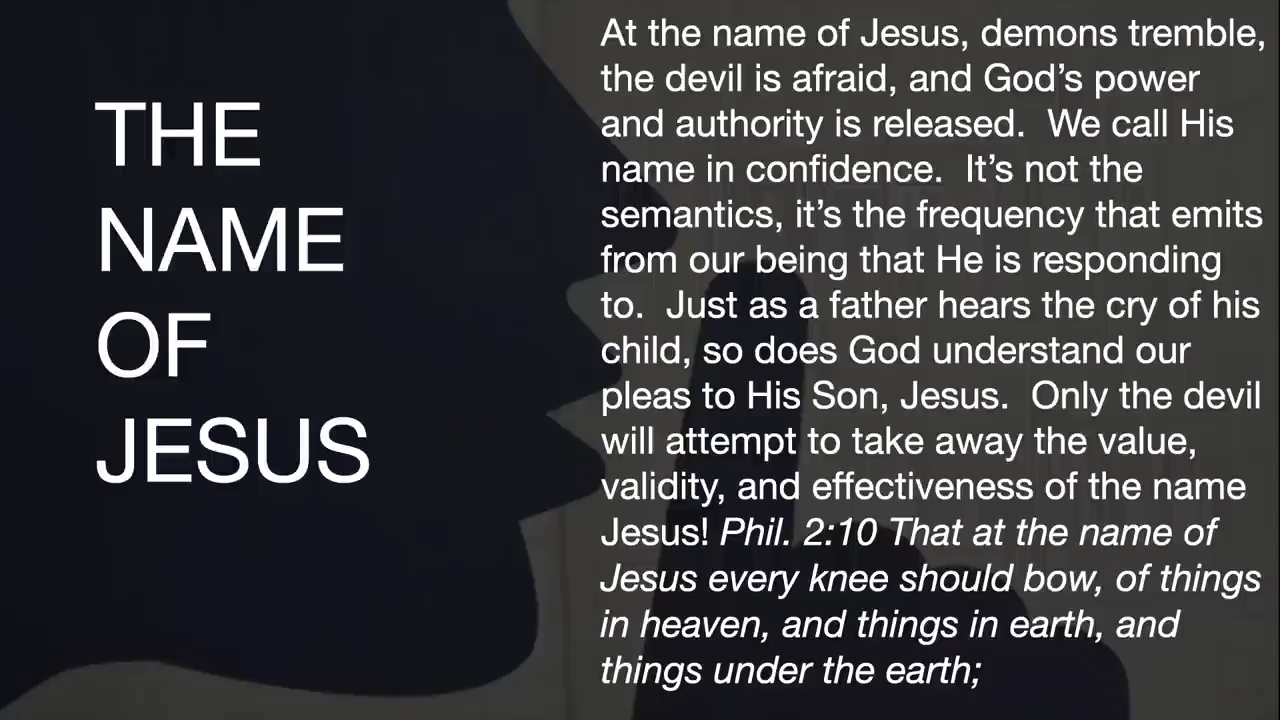 THE
NAME
OF
JESUS
At the name of Jesus, demons tremble,
the devil is afraid, and God’s power
and authority is released.  We call His
name in confidence.  It’s not the
semantics, it’s the frequency that emits
from our being that He is responding
to.  Just as a father hears the cry of his
child, so does God understand our
pleas to His Son, Jesus.  Only the devil
will attempt to take away the value,
validity, and effectiveness of the name
Jesus! Phil. 2:10 That at the name of
Jesus every knee should bow, of things
in heaven, and things in earth, and
things under the earth;